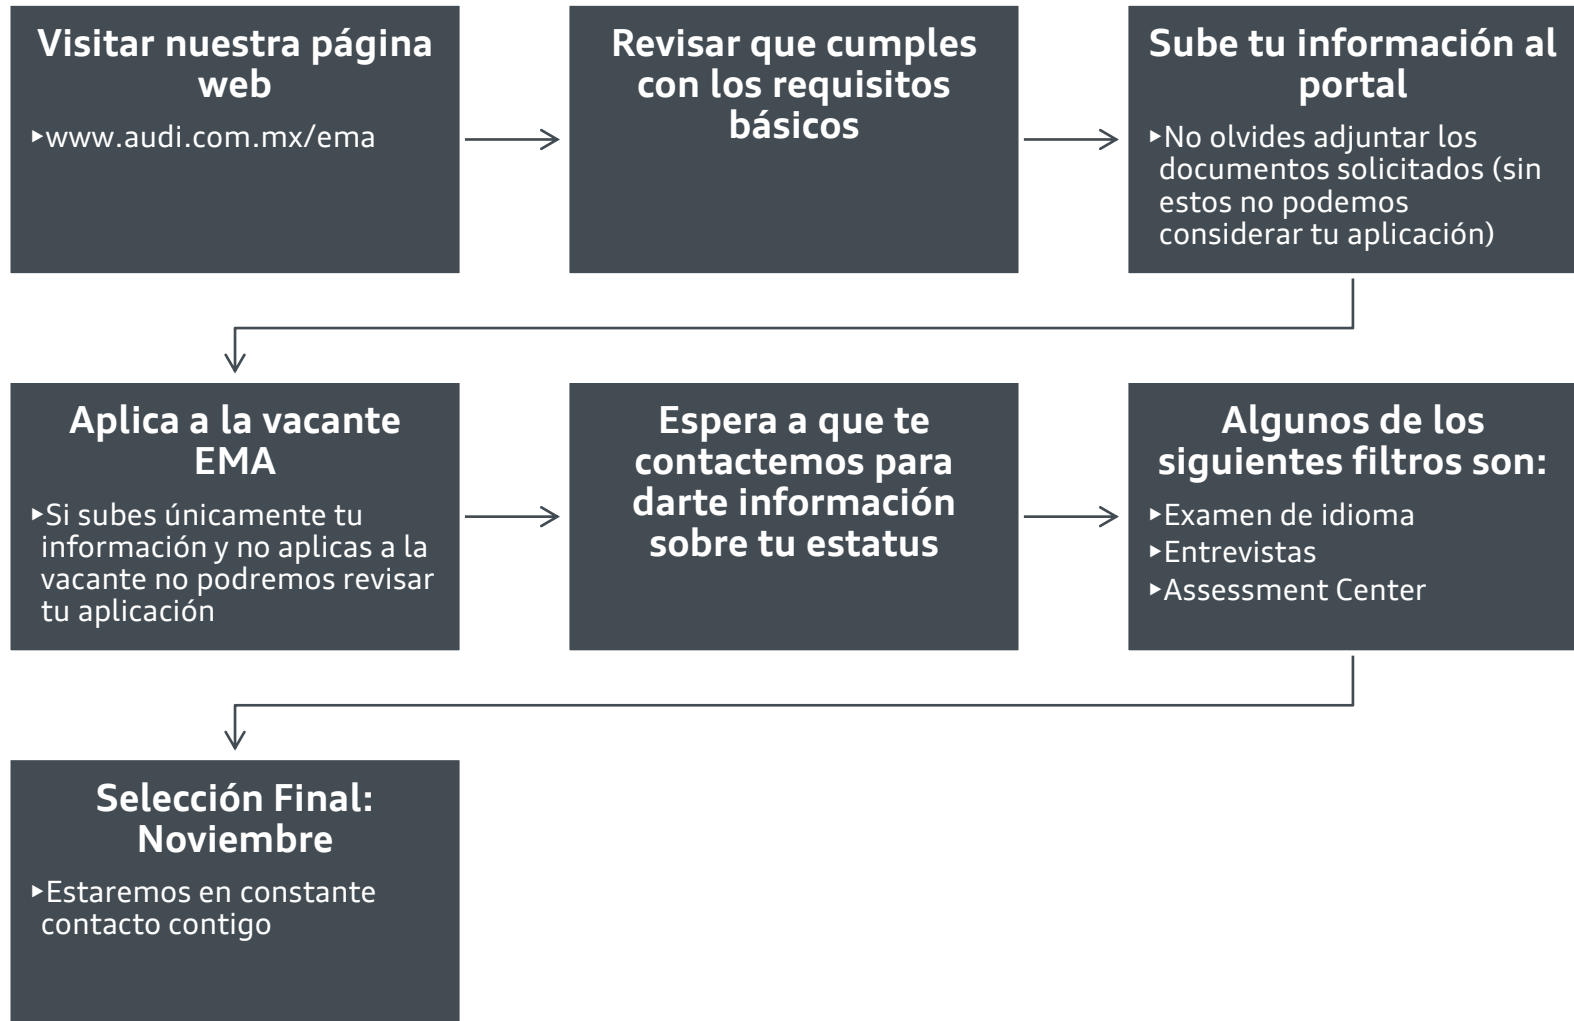 Visitar nuestra página
web
▸www.audi.com.mx/ema
Revisar que cumples
con los requisitos
básicos
Sube tu información al
portal
▸No olvides adjuntar los
documentos solicitados (sin
estos no podemos
considerar tu aplicación)
Aplica a la vacante
EMA
▸Si subes únicamente tu
información y no aplicas a la
vacante no podremos revisar
tu aplicación
Espera a que te
contactemos para
darte información
sobre tu estatus
Algunos de los
siguientes filtros son:
▸Examen de idioma
▸Entrevistas
▸Assessment Center
Selección Final:
Noviembre
▸Estaremos en constante
contacto contigo